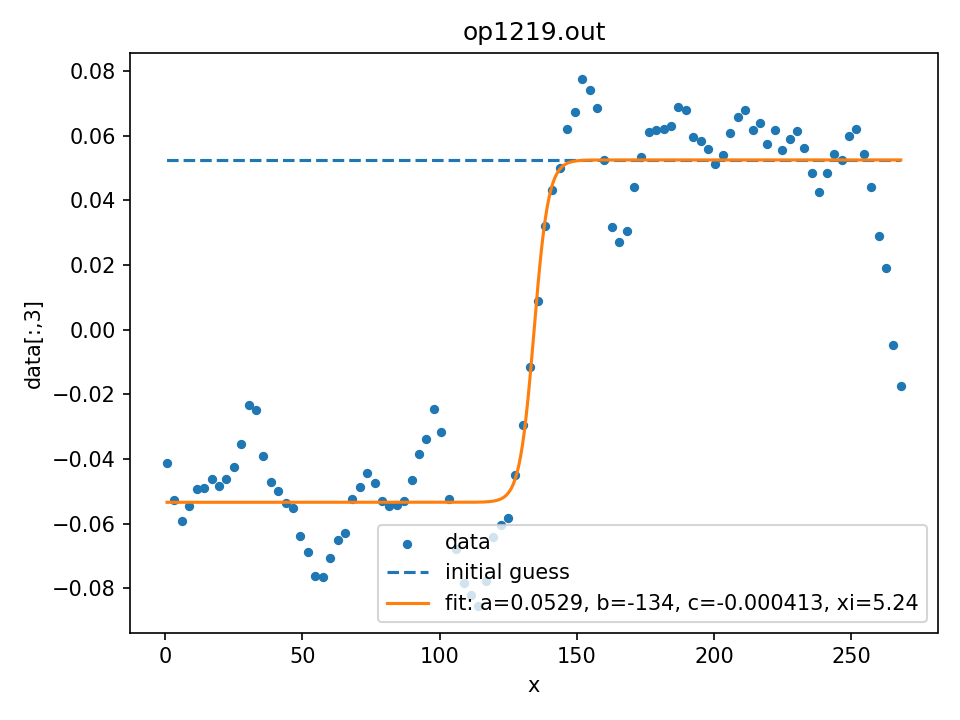 op1219.out
0.08
0.06
0.04
0.02
0.00
−0.02
−0.04
−0.06
−0.08
data[:,3]
data
initial guess
fit: a=0.0529, b=-134, c=-0.000413, xi=5.24
0 50 100 150 200 250
x